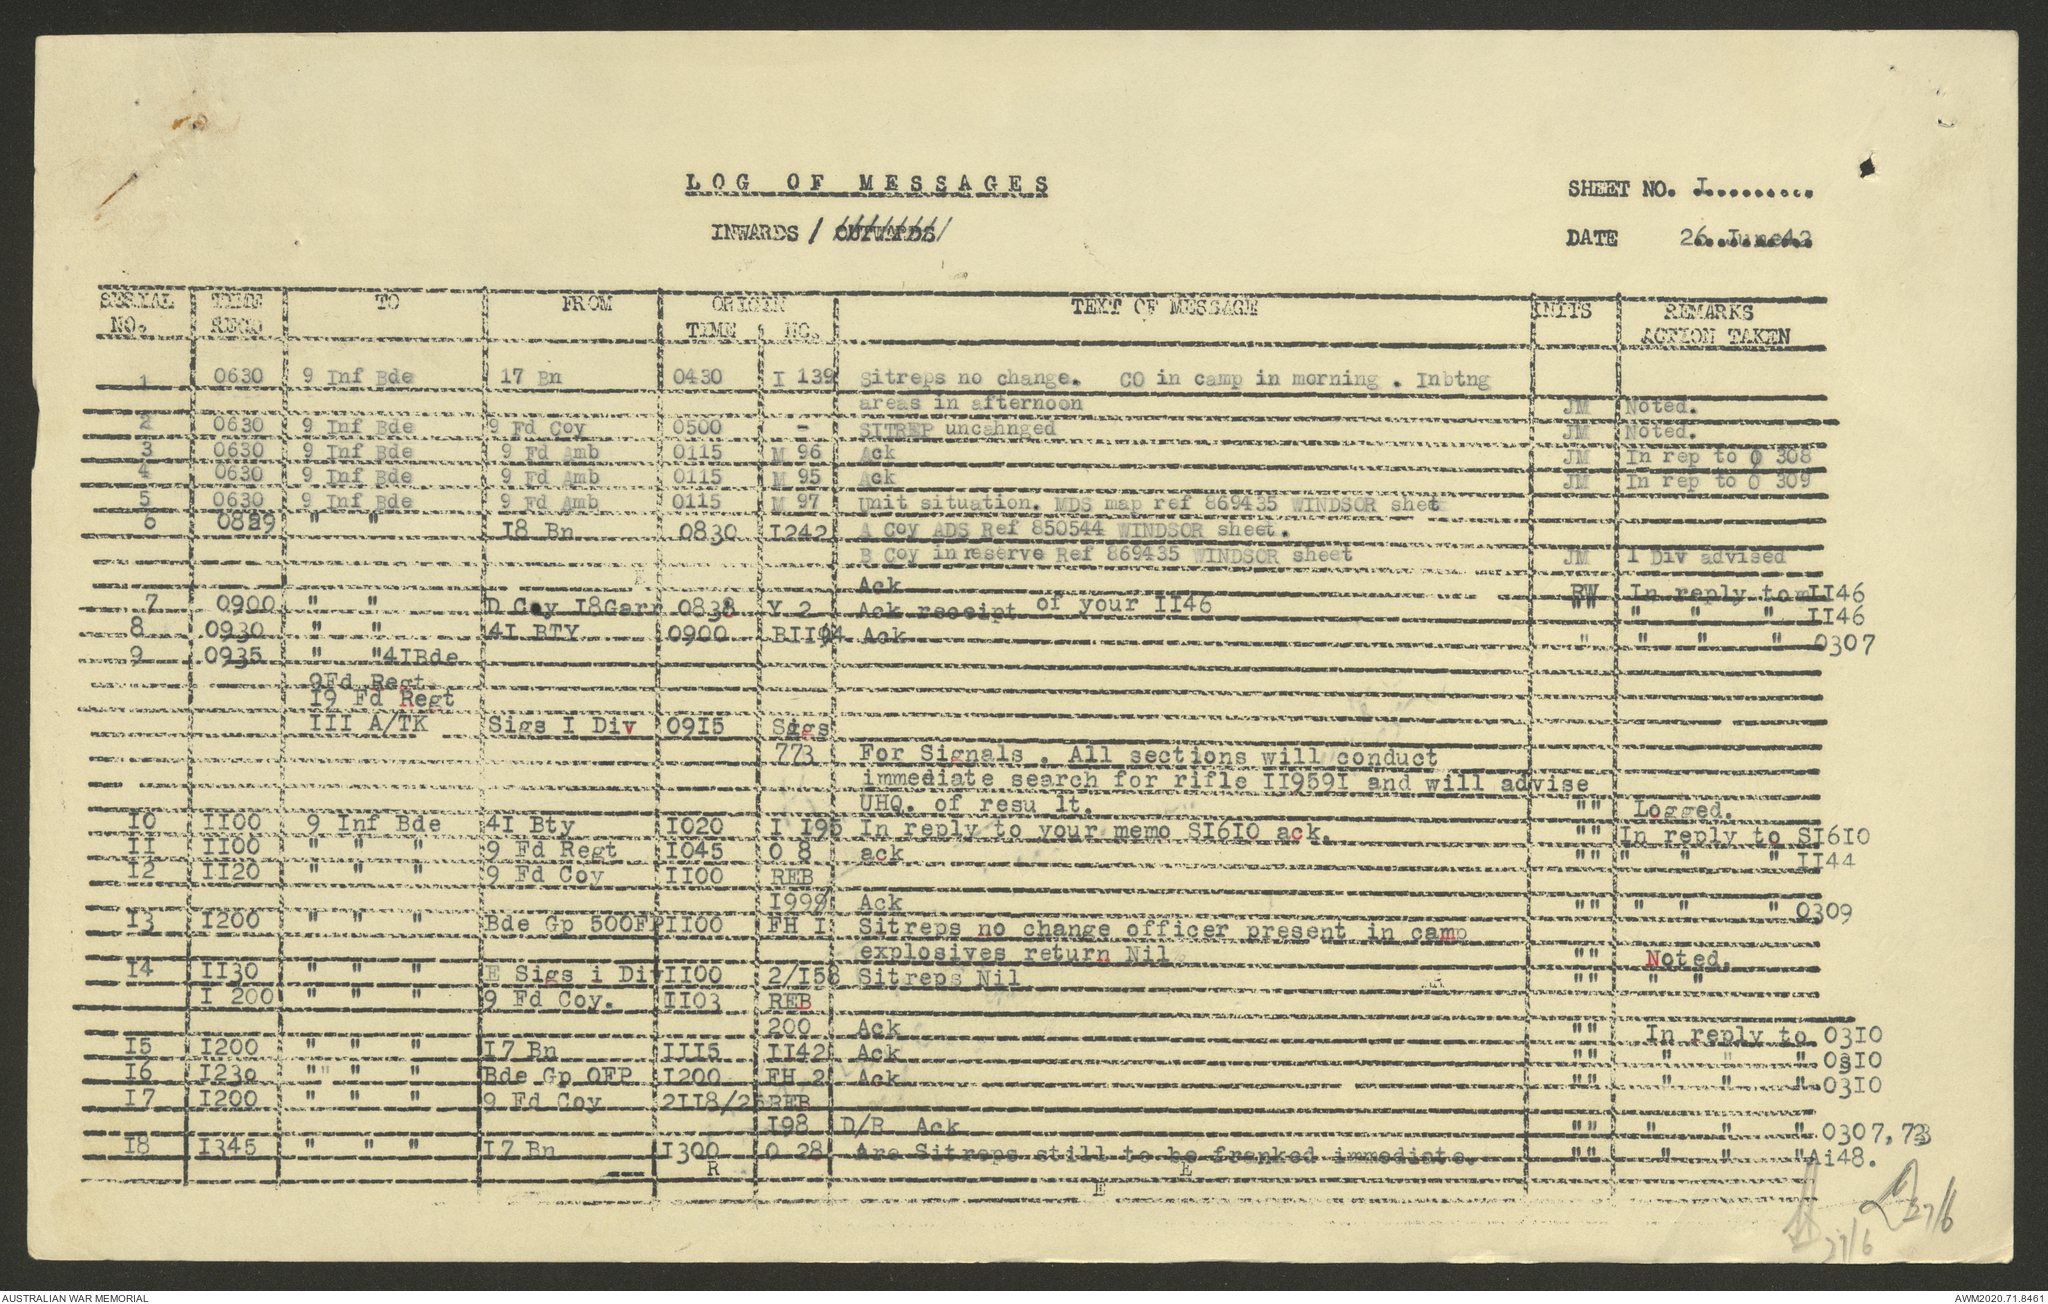 LOG OF MESSAGES
SHEET NO. I.........
INWARDS / OUTWARDS
DATE 26 June 42
SERIAL NO. TIME RECD TO FROM ORIGIN TIME NO. TEXT OF MESSAGE INITS REMARKS ACTION TAKEN
1 0630 9 Inf Bde 17 Bn 0430 I 139 Sitreps no change. CO in camp in morning . Inbtng
areas in afternoon JM Noted.
2 0630 9 Inf Bde 9 Fd Coy 0500 - SITREP uncahnged JM Noted.
3 0630 9 Inf Bde 9 Fd Amb 0115 M 96 Ack JM In rep to O 308
4 0630 9 Inf Bde 9 Fd Amb 0115 M 95 Ack JM In rep to O 309
5 0630 9 Inf Bde 9 Fd Amb 0115 M 97 Unit situation. MDS map ref 869435 WINDSOR shet
6 0829 " " I8 Bn 0830 I242 A Coy ADS Ref 850544 WINDSOR sheet.
B Coy in reserve Ref 869435 WINDSOR sheet JM I Div advised
Ack RW In reply to II46
7 0900 " " D Coy I8Garr 0838 Y 2 Ack receipt of your II46 "" " " " II46
8 0930 " " 4I BTY 0900 BII94 Ack " " " " 0307
9 0935 " "4IBde
9Fd Regt.
I9 Fd Regt
III A/TK Sigs I Div 09I5 Sigs
773 For Signals . All sections will conduct
immediate search for rifle II959I and will advise
UHQ. of resu lt. "" Logged.
I0 II00 9 Inf Bde 4I Bty I020 I I95 In reply to your memo SI6I0 ack. "" In reply to SI6I0
II II00 " " " 9 Fd Regt I045 O 8 ack "" " " " II44
I2 II20 " " " 9 Fd Coy II00 REB
I999 Ack "" " " " 0309
I3 I200 " " " Bde Gp 500FP II00 FH I Sitreps no change officer present in camp
explosives return Nil "" Noted.
I4 II30 " " " E Sigs i Div II00 2/I58 Sitreps Nil "" " "
I 200 " " " 9 Fd Coy. II03 REB
200 Ack "" In reply to 03I0
I5 I200 " " " I7 Bn III5 II42 Ack "" " " " 03I0
I6 I230 "" " " Bde Gp OFP I200 FH 2 Ack "" " " " 03I0
I7 I200 " " " 9 Fd Coy 2II8/25 REB
I98 D/R Ack "" " " " 0307,73
I8 I345 " " " I7 Bn I300 O 28 Are Sitreps still to be franked immediate. "" " " "Ai48.
R E
E
27/6
27/6
AUSTRALIAN WAR MEMORIAL
AWM2020.71.8461